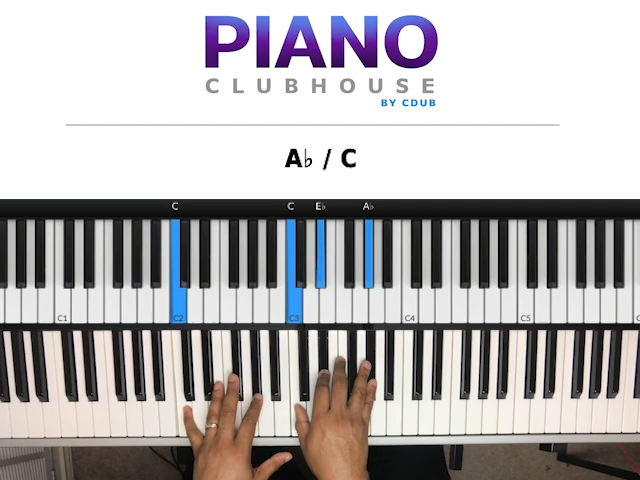 PIANO
CLUBHOUSE
BY CDUB
A♭ / C
C C E♭ A♭
C1 C2 C3 C4 C5